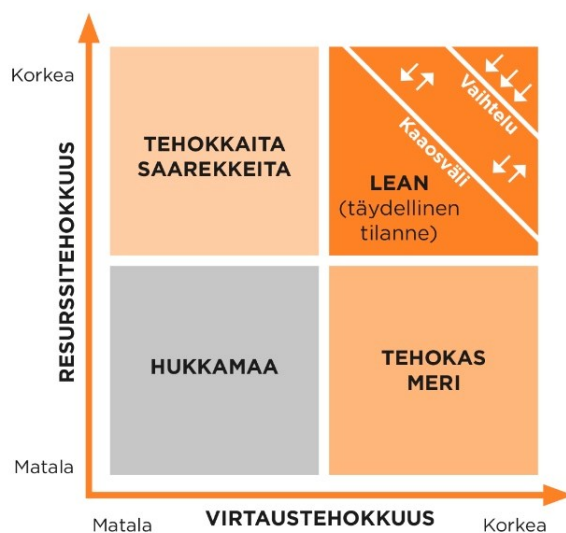 Korkea
TEHOKKAITA
SAAREKKEITA
Vaihtelu
Kaaosväli
LEAN
(täydellinen
tilanne)
RESURSSITEHOKKUUS
HUKKAMAA
TEHOKAS
MERI
Matala
Matala
VIRTAUSTEHOKKUUS
Korkea